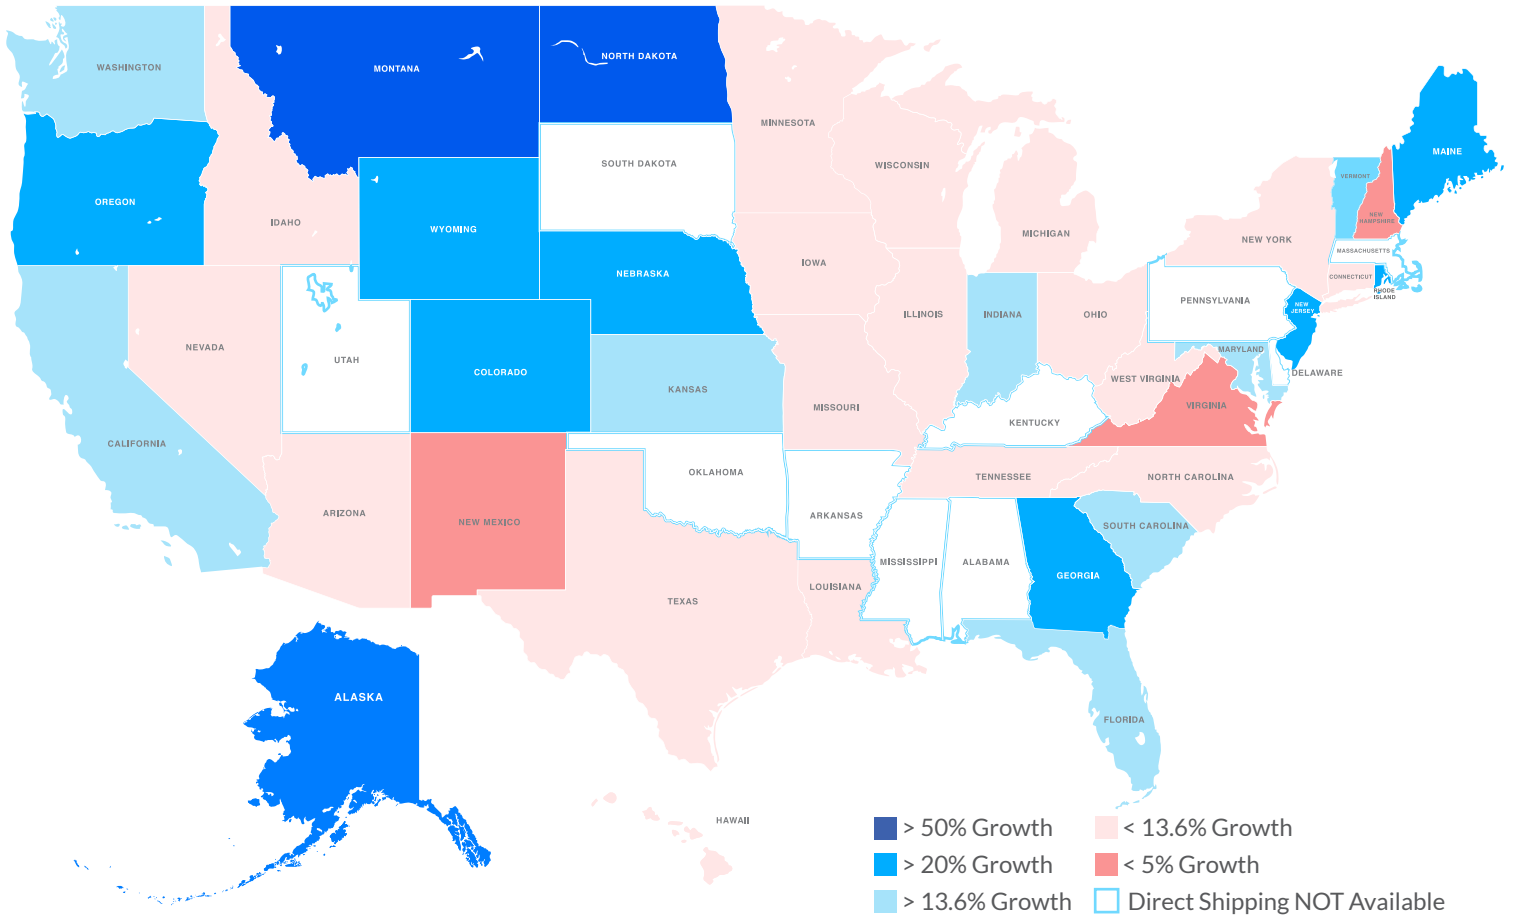 WASHINGTON
MONTANA
NORTH DAKOTA
MINNESOTA
MAINE
SOUTH DAKOTA
WISCONSIN
VERMONT
OREGON
IDAHO
WYOMING
MICHIGAN
NEW YORK
NEW
HAMPSHIRE
MASSACHUSETTS
IOWA
NEBRASKA
CONNECTICUT
RHODE
ISLAND
PENNSYLVANIA
NEW
JERSEY
ILLINOIS
INDIANA
OHIO
NEVADA
UTAH
MARYLAND
COLORADO
DELAWARE
KANSAS
WEST VIRGINIA
MISSOURI
VIRGINIA
KENTUCKY
CALIFORNIA
OKLAHOMA
TENNESSEE
NORTH CAROLINA
ARIZONA
NEW MEXICO
ARKANSAS
SOUTH CAROLINA
MISSISSIPPI
ALABAMA
GEORGIA
TEXAS
LOUISIANA
FLORIDA
ALASKA
HAWAII
> 50% Growth
< 13.6% Growth
> 20% Growth
< 5% Growth
> 13.6% Growth
Direct Shipping NOT Available